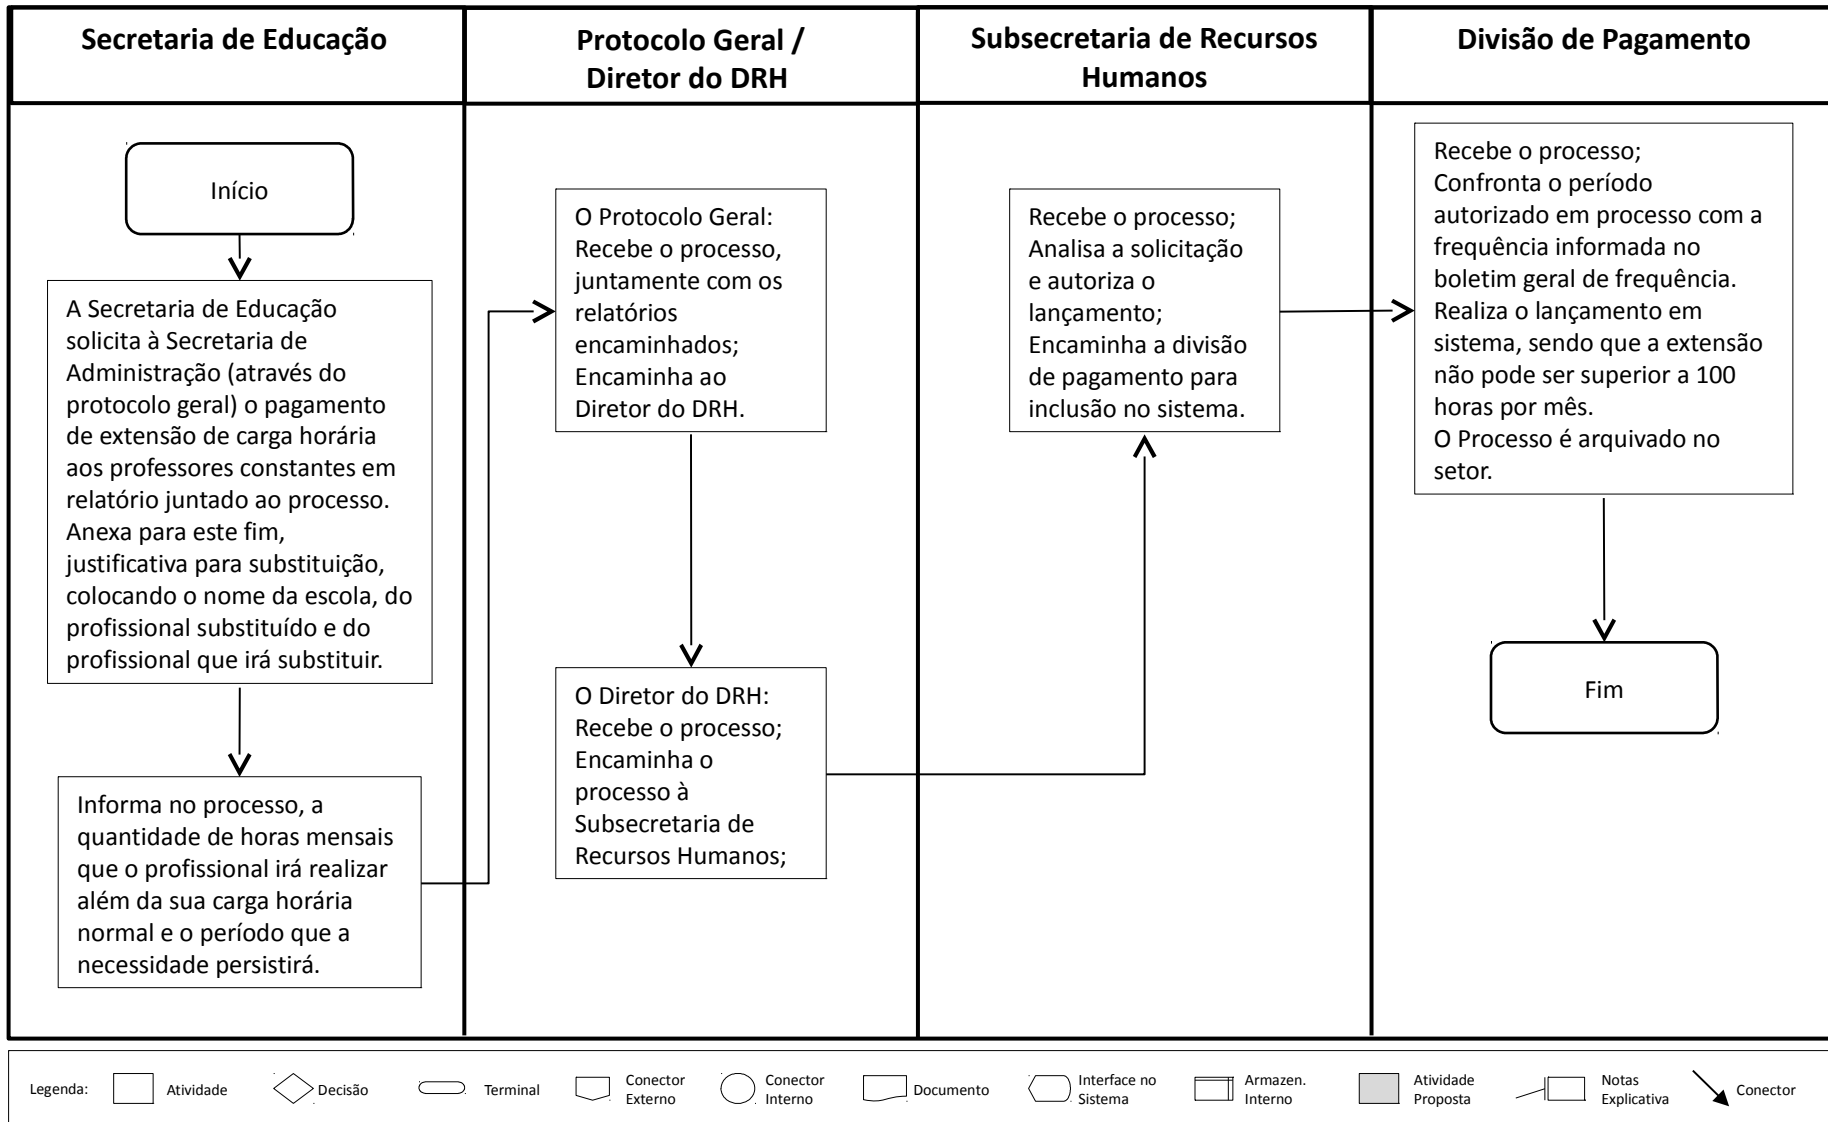 Secretaria de Educação
Protocolo Geral /
Diretor do DRH
Subsecretaria de Recursos
Humanos
Divisão de Pagamento
Início
A Secretaria de Educação
solicita à Secretaria de
Administração (através do
protocolo geral) o pagamento
de extensão de carga horária
aos professores constantes em
relatório juntado ao processo.
Anexa para este fim,
justificativa para substituição,
colocando o nome da escola, do
profissional substituído e do
profissional que irá substituir.
Informa no processo, a
quantidade de horas mensais
que o profissional irá realizar
além da sua carga horária
normal e o período que a
necessidade persistirá.
O Protocolo Geral:
Recebe o processo,
juntamente com os
relatórios
encaminhados;
Encaminha ao
Diretor do DRH.
O Diretor do DRH:
Recebe o processo;
Encaminha o
processo à
Subsecretaria de
Recursos Humanos;
Recebe o processo;
Analisa a solicitação
e autoriza o
lançamento;
Encaminha a divisão
de pagamento para
inclusão no sistema.
Recebe o processo;
Confronta o período
autorizado em processo com a
frequência informada no
boletim geral de frequência.
Realiza o lançamento em
sistema, sendo que a extensão
não pode ser superior a 100
horas por mês.
O Processo é arquivado no
setor.
Fim
Legenda:
Atividade
Decisão
Terminal
Conector
Externo
Conector
Interno
Documento
Interface no
Sistema
Armazen.
Interno
Atividade
Proposta
Notas
Explicativa
Conector